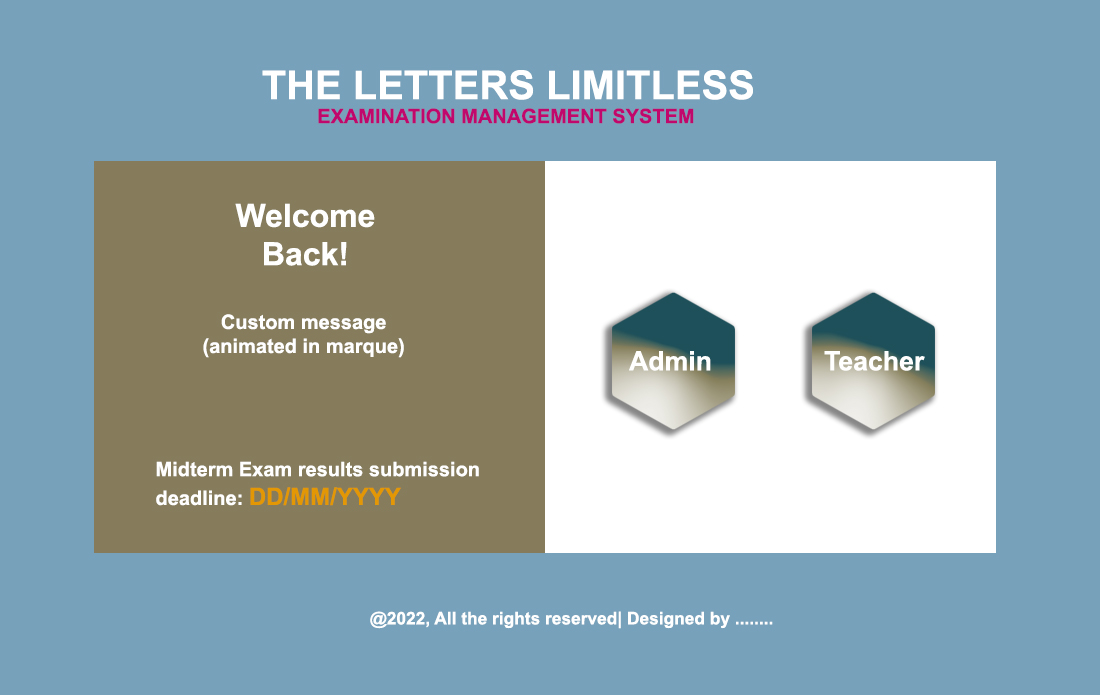 THE LETTERS LIMITLESS
EXAMINATION MANAGEMENT SYSTEM
Welcome
Back!
Custom message
(animated in marque)
Midterm Exam results submission
deadline: DD/MM/YYYY
Admin
Teacher
@2022, All the rights reserved| Designed by ........